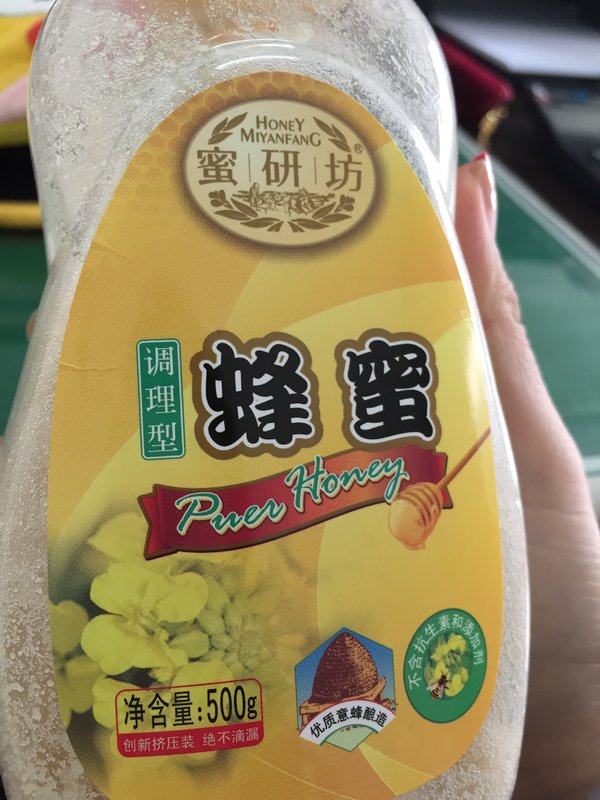 HONEY
MIYANFANG
蜜研坊®
调理型
蜂蜜
Puer Honey
不含抗生素和添加剂
优质意蜂酿造
净含量:500g
创新挤压装 绝不滴漏